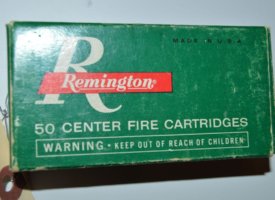 MADE IN U.S.A.
R
Remington®
50 CENTER FIRE CARTRIDGES
WARNING - KEEP OUT OF REACH OF CHILDREN